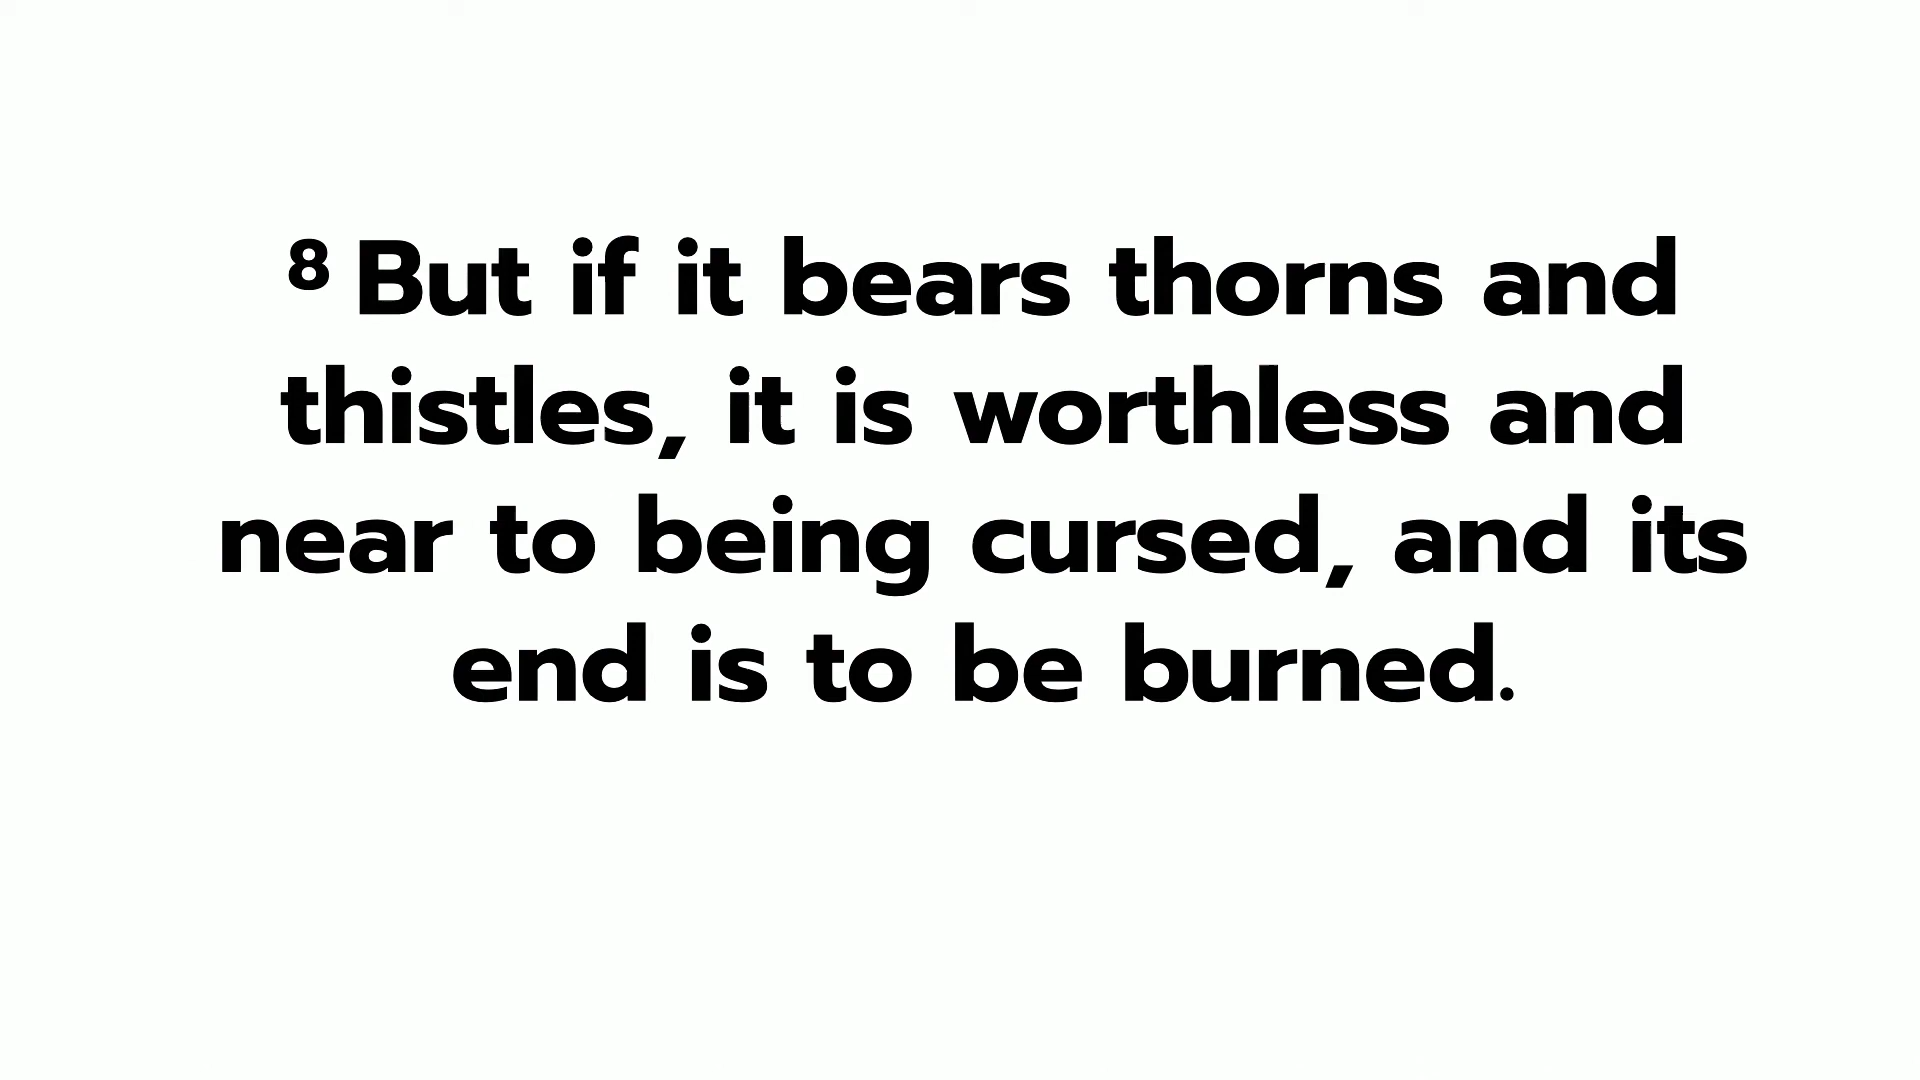 ⁸ But if it bears thorns and
thistles, it is worthless and
near to being cursed, and its
end is to be burned.